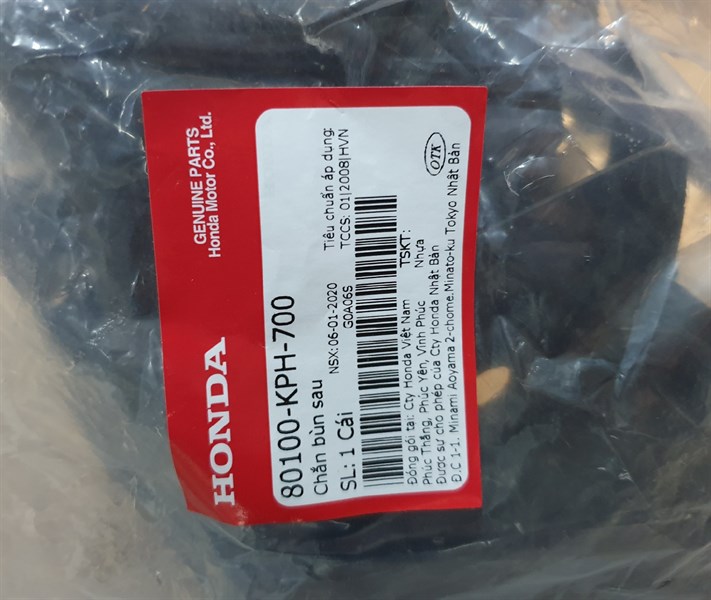 HONDA
GENUINE PARTS
Honda Motor Co., Ltd.
80100-KPH-700
Chắn bùn sau
SL: 1 Cái
NSX: 06-01-2020
G0A06S
Tiêu chuẩn áp dụng:
TCCS: 01|2008|HVN
Đóng gói tại: Cty Honda Việt Nam
Phúc Thắng, Phúc Yên, Vĩnh Phúc
Được sự cho phép của Cty Honda Nhật Bản
Đ.C 1-1. Minami Aoyama 2-chome.Minato-ku Tokyo Nhật Bản
TSKT:
Nhựa
OTK